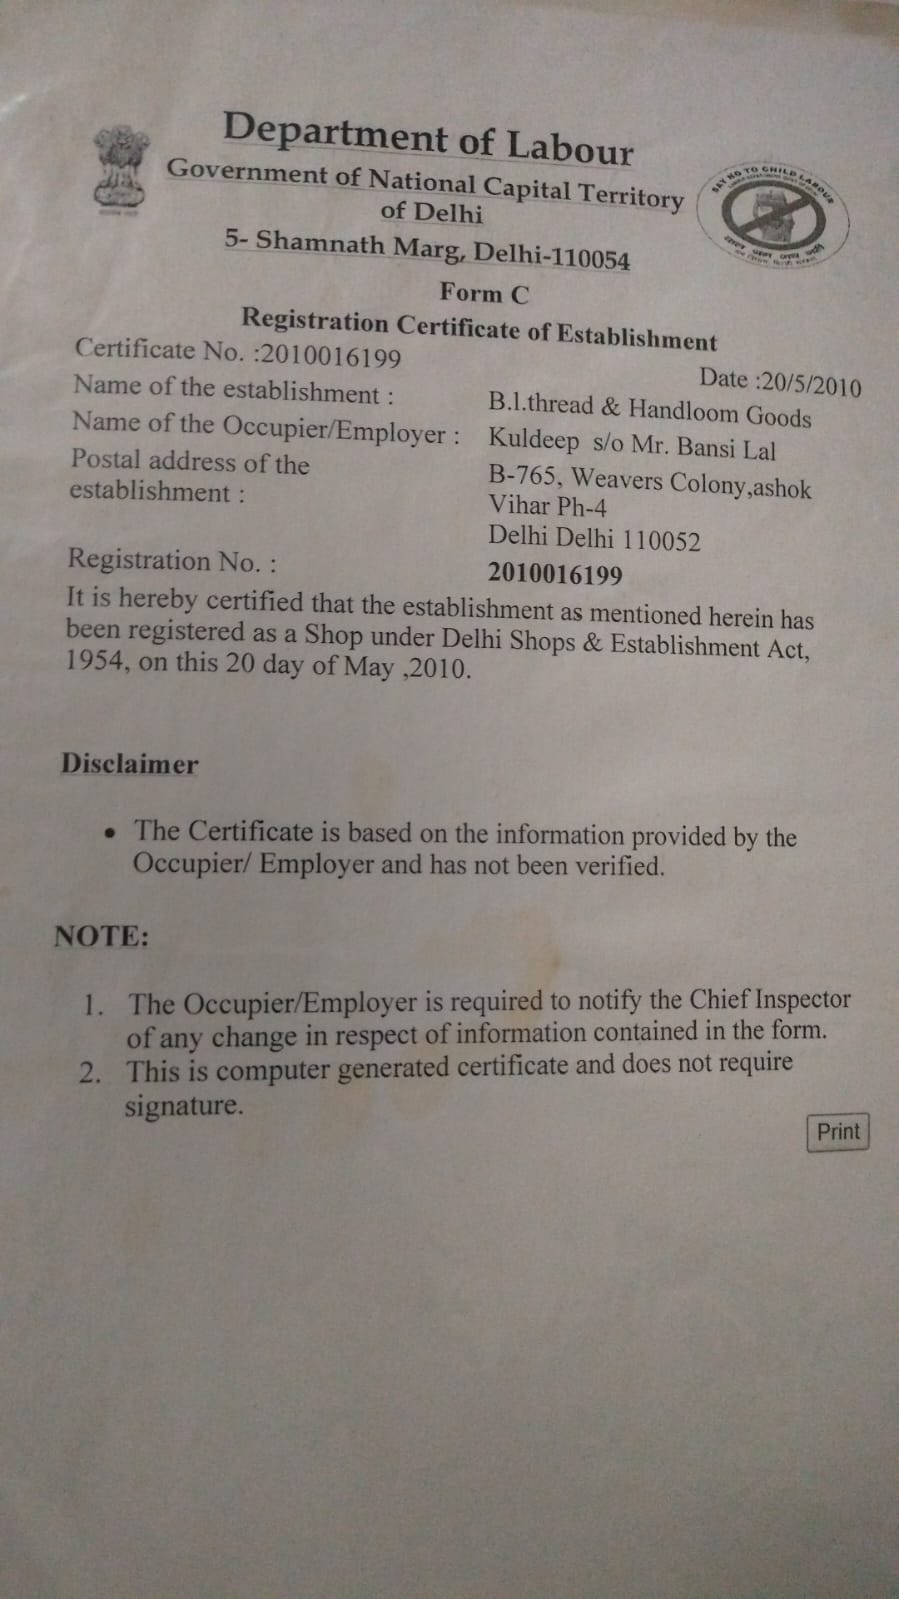 Department of Labour
Government of National Capital Territory
of Delhi
5- Shamnath Marg, Delhi-110054
SAY NO TO CHILD LABOUR
Form C
Registration Certificate of Establishment
Certificate No. :2010016199
Date :20/5/2010
Name of the establishment :
B.l.thread & Handloom Goods
Name of the Occupier/Employer :
Kuldeep s/o Mr. Bansi Lal
Postal address of the
establishment :
B-765, Weavers Colony,ashok
Vihar Ph-4
Delhi Delhi 110052
Registration No. :
2010016199
It is hereby certified that the establishment as mentioned herein has
been registered as a Shop under Delhi Shops & Establishment Act,
1954, on this 20 day of May ,2010.
Disclaimer
• The Certificate is based on the information provided by the
Occupier/ Employer and has not been verified.
NOTE:
1. The Occupier/Employer is required to notify the Chief Inspector
of any change in respect of information contained in the form.
2. This is computer generated certificate and does not require
signature.
Print